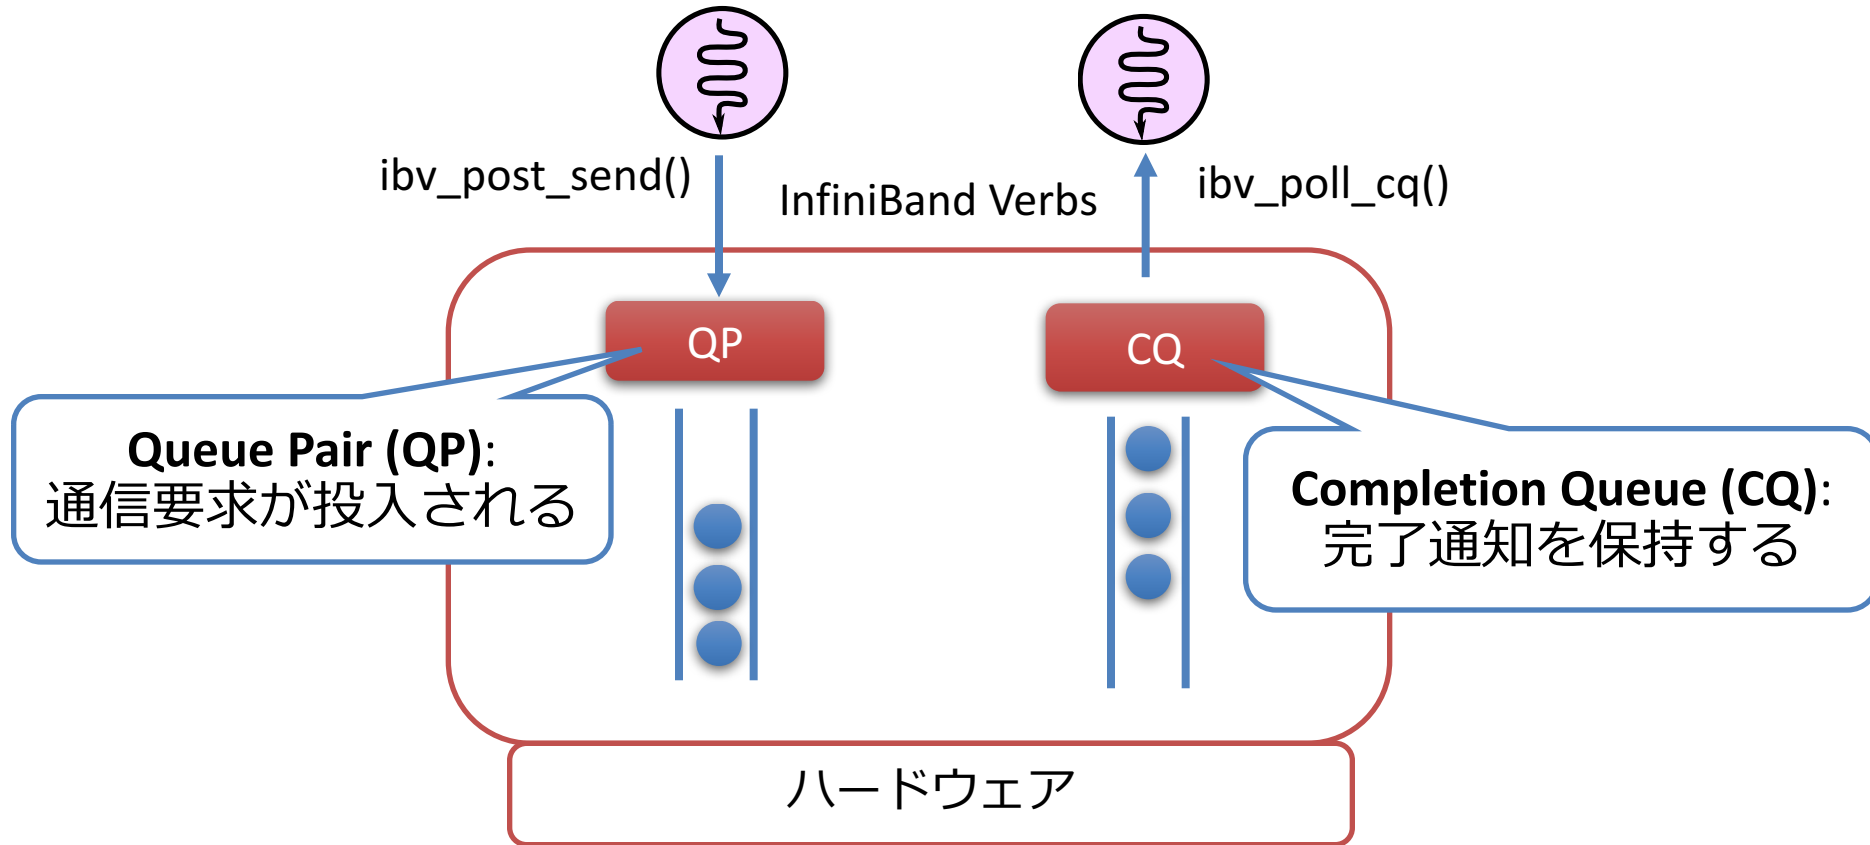 ibv_post_send()
InfiniBand Verbs
ibv_poll_cq()
QP
CQ
Queue Pair (QP):
通信要求が投入される
Completion Queue (CQ):
完了通知を保持する
ハードウェア